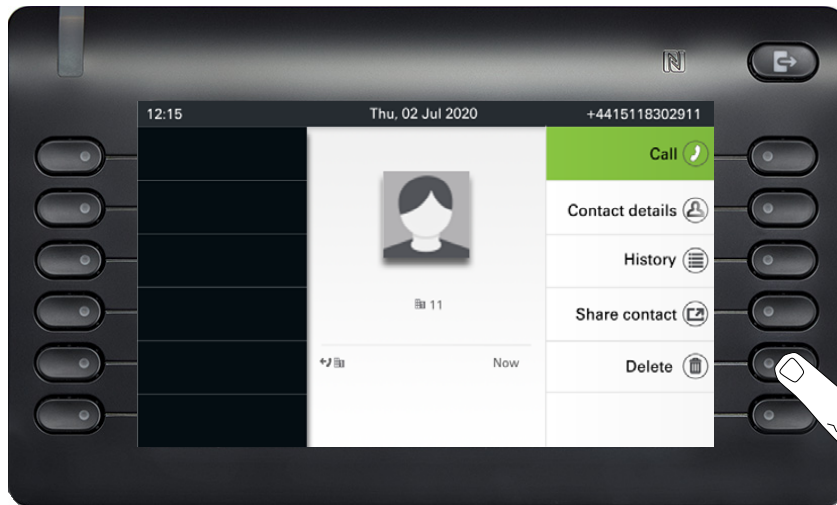 12:15 Thu, 02 Jul 2020 +4415118302911
Call
Contact details
History
11
Share contact
Now
Delete